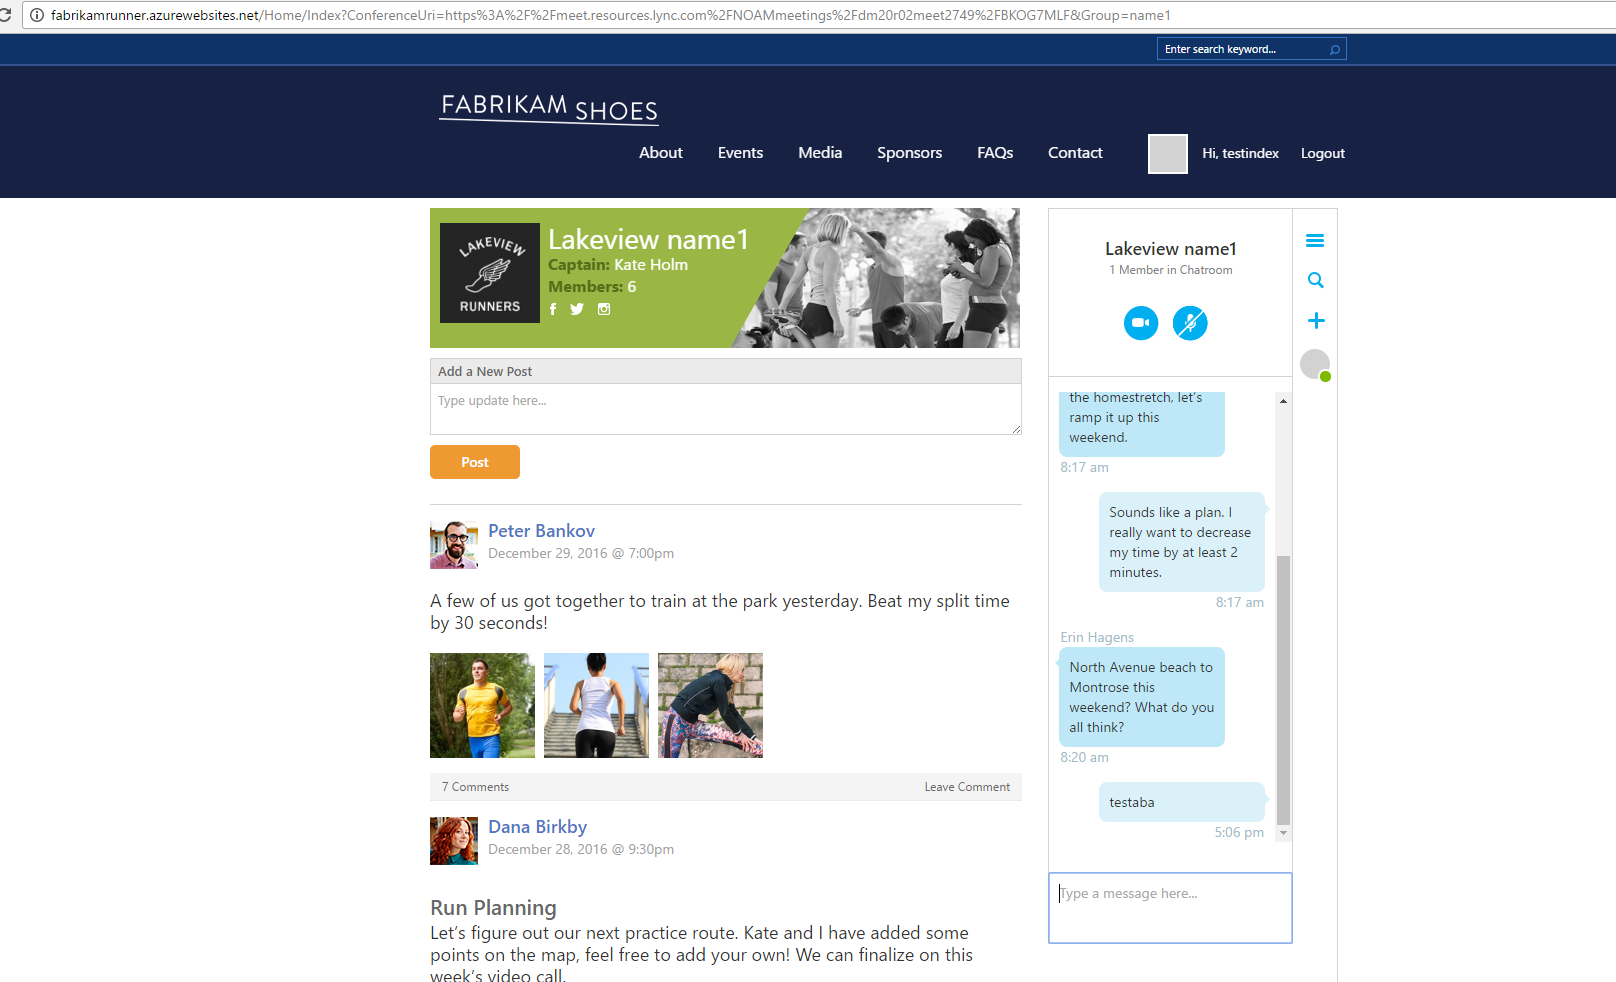 fabrikamrunner.azurewebsites.net/Home/Index?ConferenceUri=https%3A%2F%2Fmeet.resources.lync.com%2FNOAMmeetings%2Fdm20r02meet2749%2FBKOG7MLF&Group=name1
Enter search keyword...
FABRIKAM SHOES
About Events Media Sponsors FAQs Contact Hi, testindex Logout
LAKEVIEW
RUNNERS
Lakeview name1
Captain: Kate Holm
Members: 6
Add a New Post
Type update here...
Post
Peter Bankov
December 29, 2016 @ 7:00pm
A few of us got together to train at the park yesterday. Beat my split time
by 30 seconds!
7 Comments Leave Comment
Dana Birkby
December 28, 2016 @ 9:30pm
Run Planning
Let's figure out our next practice route. Kate and I have added some
points on the map, feel free to add your own! We can finalize on this
week's video call.
Lakeview name1
1 Member in Chatroom
the homestretch, let's
ramp it up this
weekend.
8:17 am
Sounds like a plan. I
really want to decrease
my time by at least 2
minutes.
8:17 am
Erin Hagens
North Avenue beach to
Montrose this
weekend? What do you
all think?
8:20 am
testaba
5:06 pm
Type a message here...